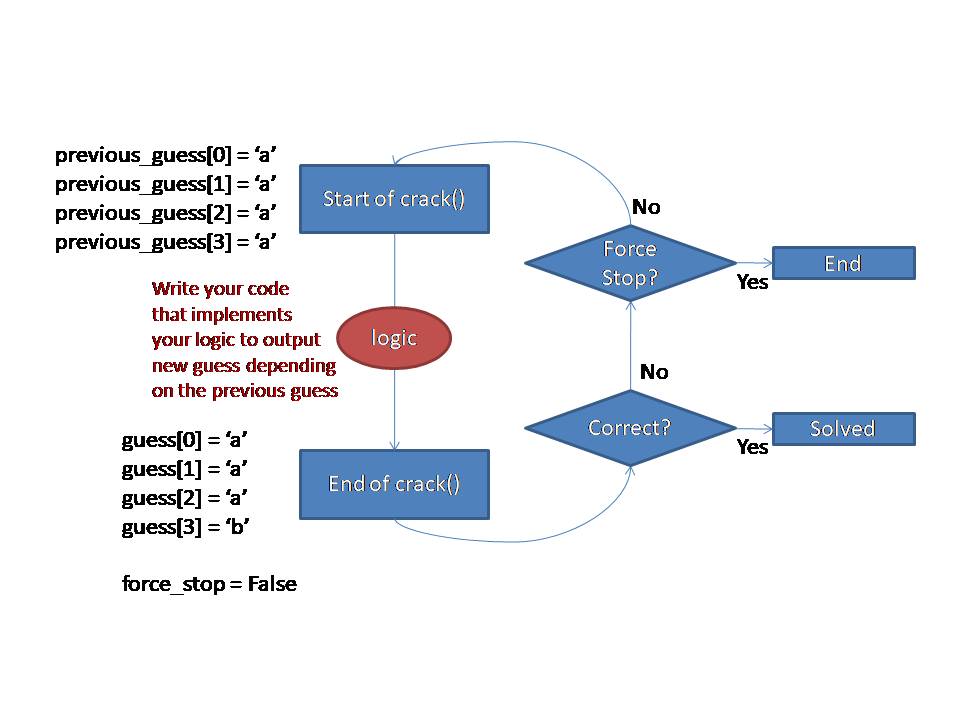 previous_guess[0] = ‘a’
previous_guess[1] = ‘a’
previous_guess[2] = ‘a’
previous_guess[3] = ‘a’
Start of crack()
Write your code
that implements
your logic to output
new guess depending
on the previous guess
logic
guess[0] = ‘a’
guess[1] = ‘a’
guess[2] = ‘a’
guess[3] = ‘b’
force_stop = False
End of crack()
No
Force
Stop?
Yes
End
No
Correct?
Yes
Solved